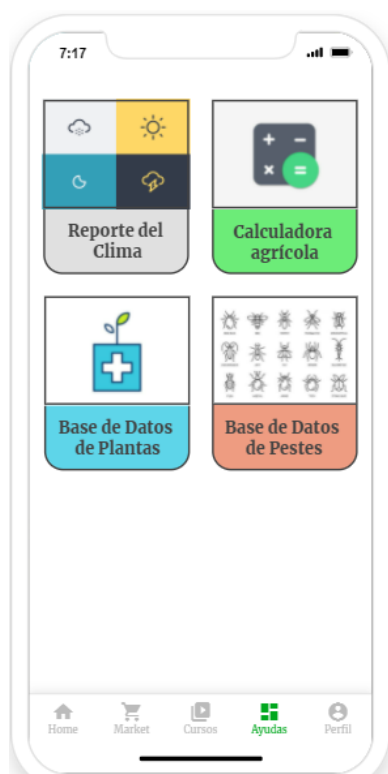 7:17
Reporte del
Clima
Calculadora
agrícola
Base de Datos
de Plantas
Base de Datos
de Pestes
Home
Market
Cursos
Ayudas
Perfil